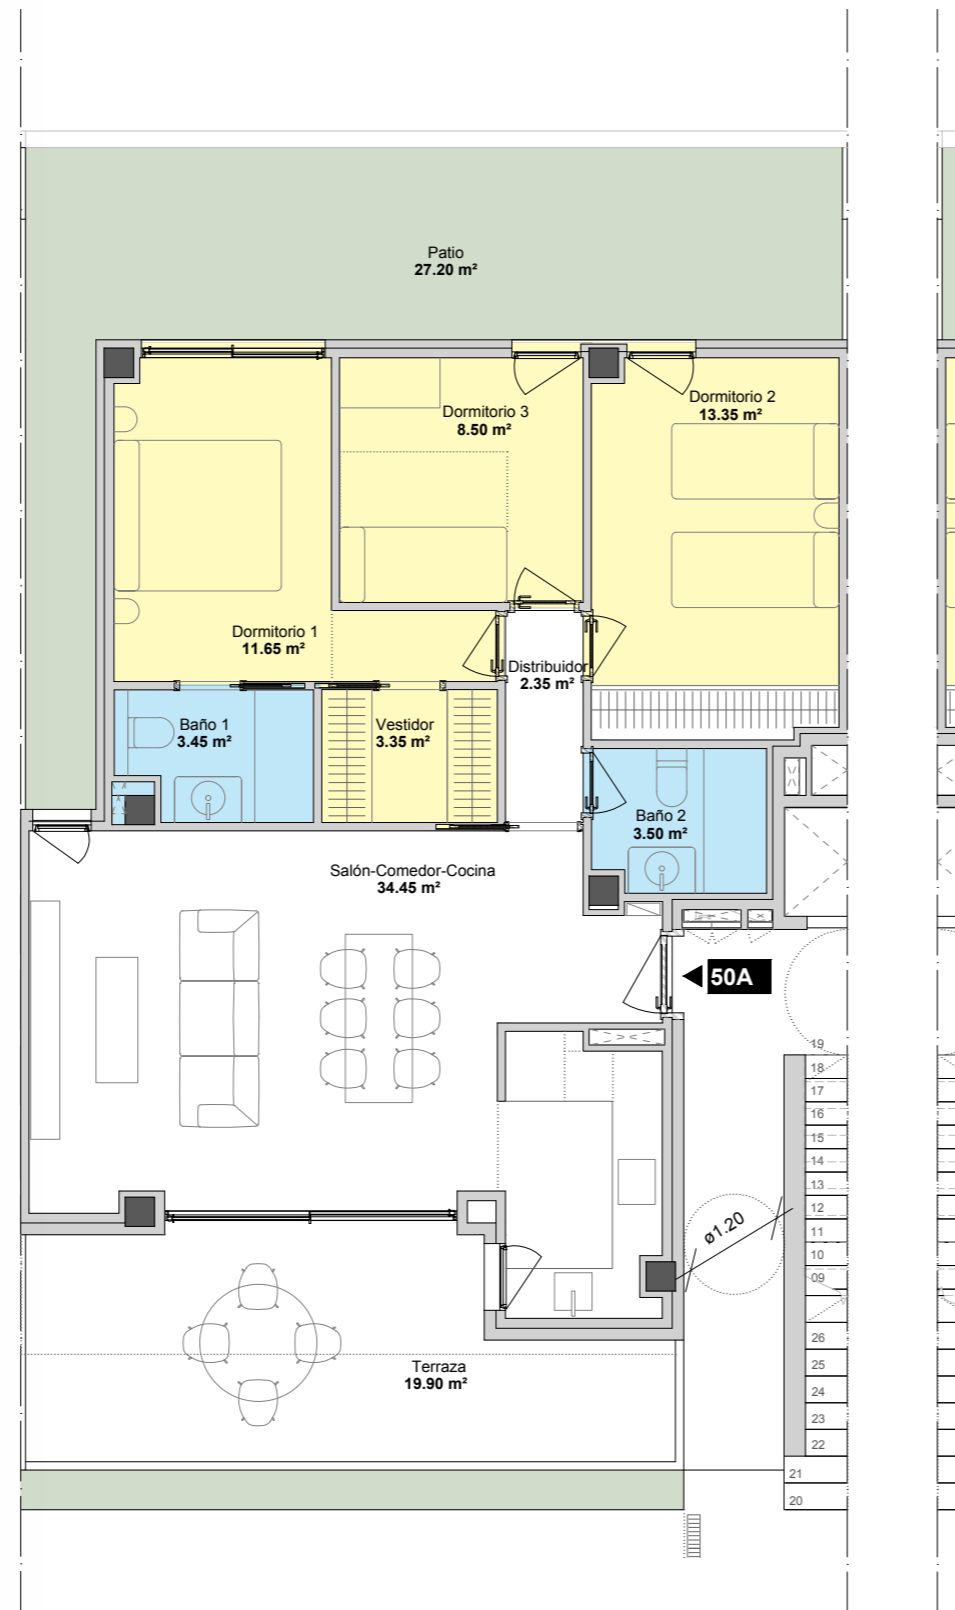 Patio
27.20 m²
Dormitorio 3
8.50 m²
Dormitorio 2
13.35 m²
Dormitorio 1
11.65 m²
Distribuidor
2.35 m²
Baño 1
3.45 m²
Vestidor
3.35 m²
Baño 2
3.50 m²
Salón-Comedor-Cocina
34.45 m²
50A
19
18
17
16
15
14
13
12
11
10
09
ø1.20
26
25
24
23
22
21
20
Terraza
19.90 m²